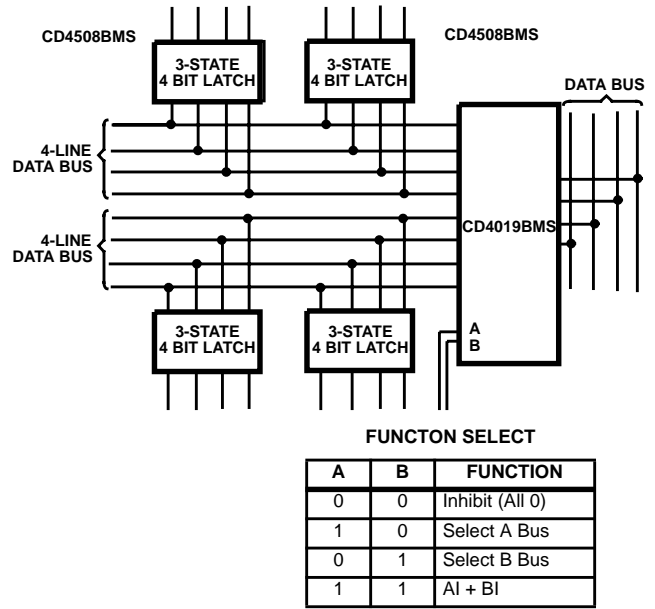 CD4508BMS
CD4508BMS
3-STATE
4 BIT LATCH
3-STATE
4 BIT LATCH
DATA BUS
4-LINE
DATA BUS
CD4019BMS
4-LINE
DATA BUS
3-STATE
4 BIT LATCH
3-STATE
4 BIT LATCH
A
B
FUNCTON SELECT
A B FUNCTION
0 0 Inhibit (All 0)
1 0 Select A Bus
0 1 Select B Bus
1 1 AI + BI